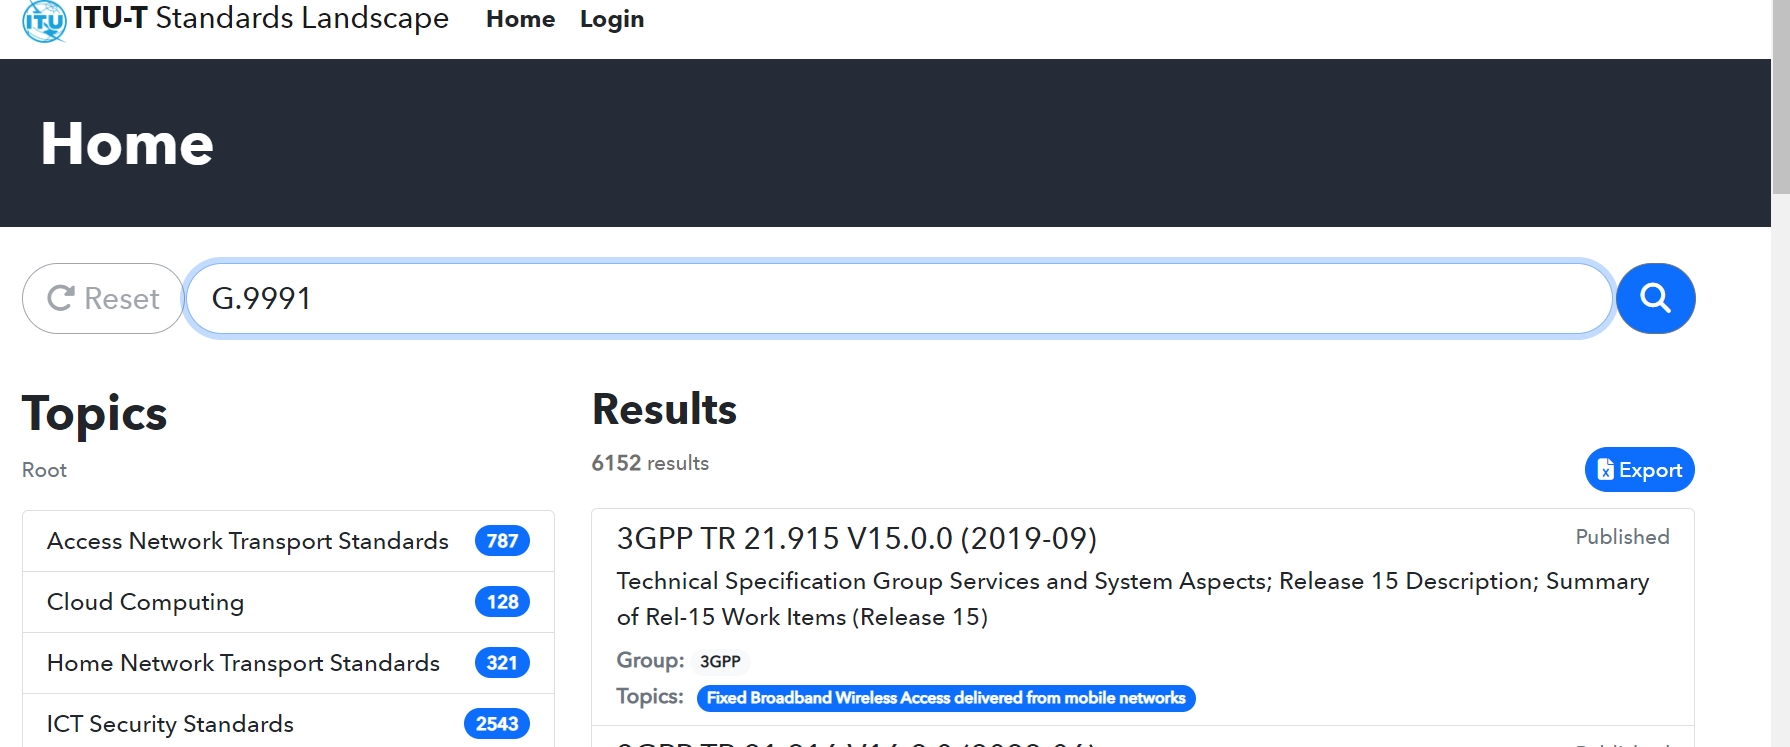 ITU ITU-T Standards Landscape Home Login
Home
Reset G.9991
Topics
Root
Access Network Transport Standards 787
Cloud Computing 128
Home Network Transport Standards 321
ICT Security Standards 2543
Results
6152 results
Export
3GPP TR 21.915 V15.0.0 (2019-09) Published
Technical Specification Group Services and System Aspects; Release 15 Description; Summary
of Rel-15 Work Items (Release 15)
Group: 3GPP
Topics: Fixed Broadband Wireless Access delivered from mobile networks